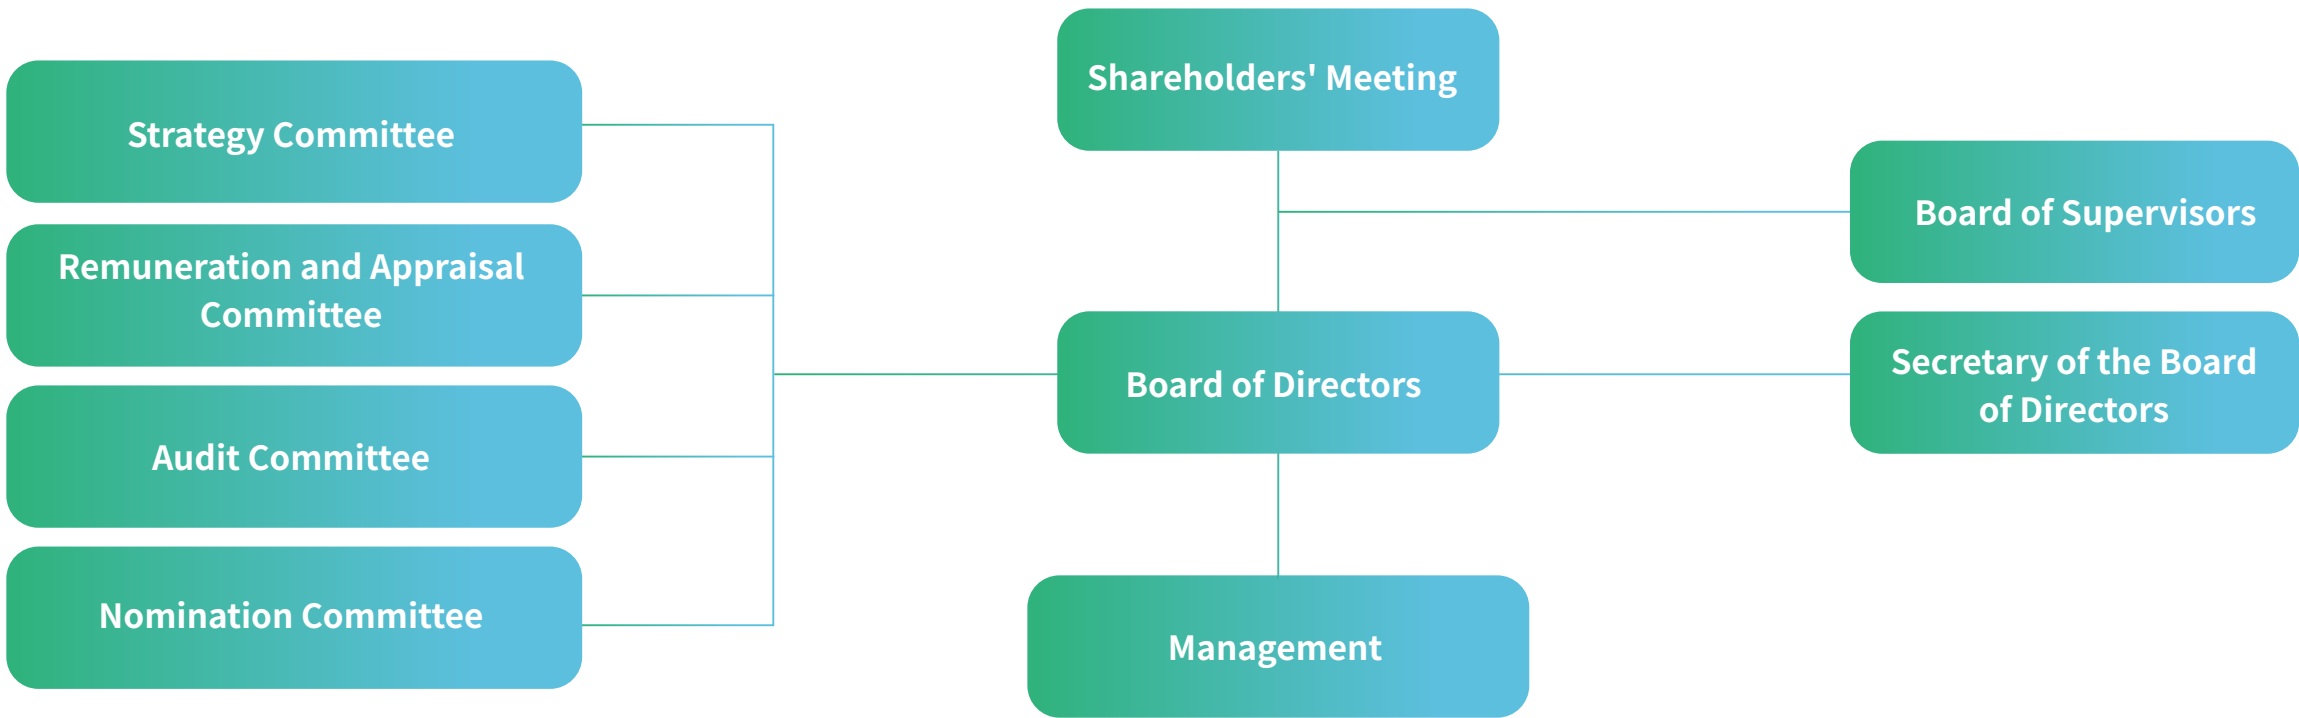 Shareholders' Meeting
Strategy Committee
Board of Supervisors
Remuneration and Appraisal
Committee
Board of Directors
Secretary of the Board
of Directors
Audit Committee
Nomination Committee
Management